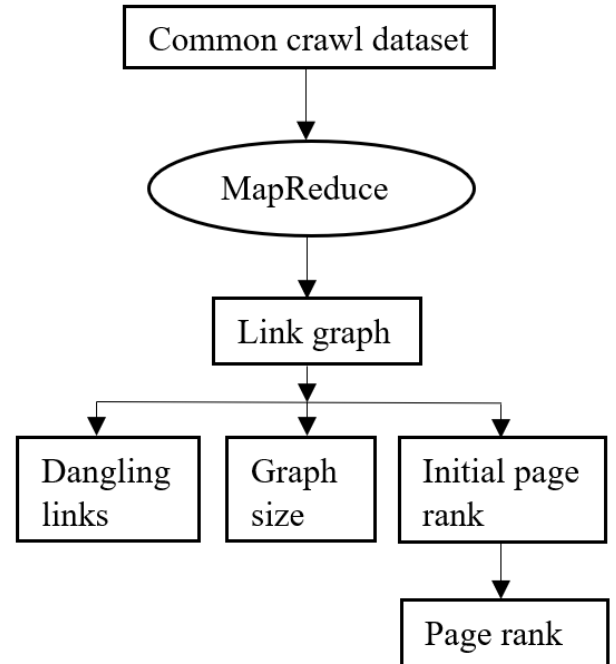 Common crawl dataset
MapReduce
Link graph
Dangling
links
Graph
size
Initial page
rank
Page rank